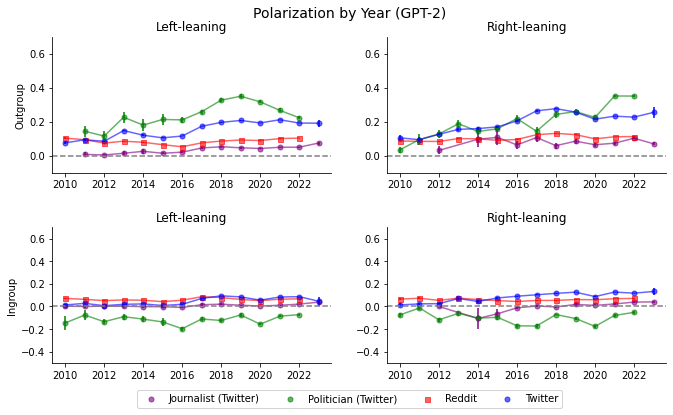 Polarization by Year (GPT-2)
Left-leaning
Right-leaning
Outgroup
0.6
0.4
0.2
0.0
2010 2012 2014 2016 2018 2020 2022
0.6
0.4
0.2
0.0
2010 2012 2014 2016 2018 2020 2022
Left-leaning
Right-leaning
Ingroup
0.6
0.4
0.2
0.0
−0.2
−0.4
2010 2012 2014 2016 2018 2020 2022
0.6
0.4
0.2
0.0
−0.2
−0.4
2010 2012 2014 2016 2018 2020 2022
Journalist (Twitter) Politician (Twitter) Reddit Twitter